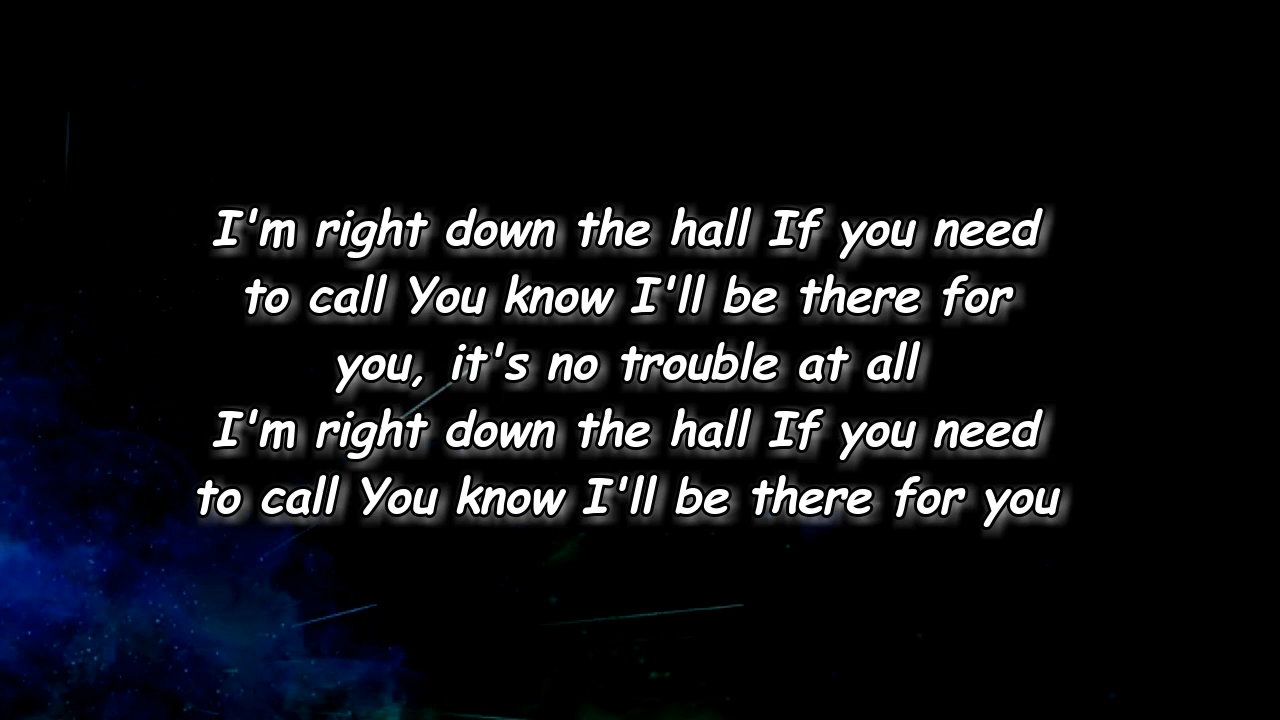 I'm right down the hall If you need
to call You know I'll be there for
you, it's no trouble at all
I'm right down the hall If you need
to call You know I'll be there for you